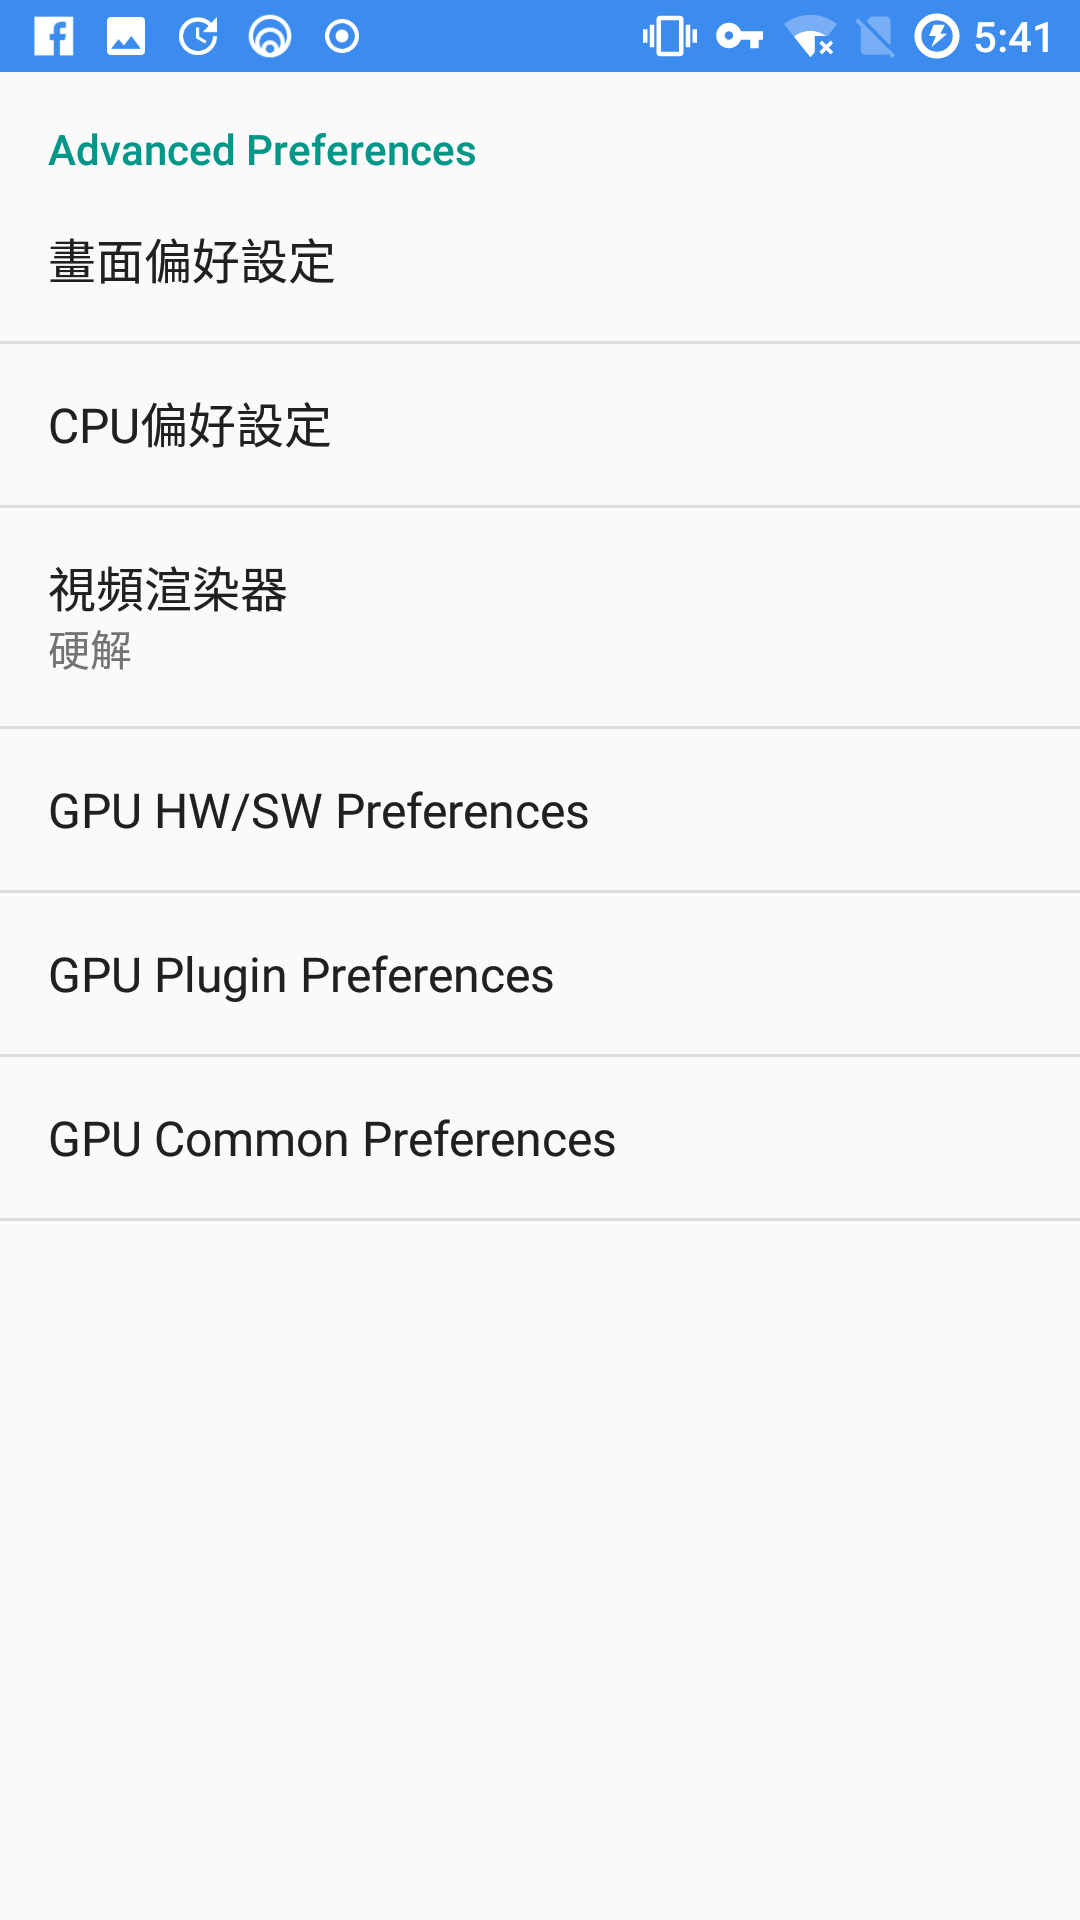 5:41
Advanced Preferences
畫面偏好設定
CPU偏好設定
視頻渲染器
硬解
GPU HW/SW Preferences
GPU Plugin Preferences
GPU Common Preferences